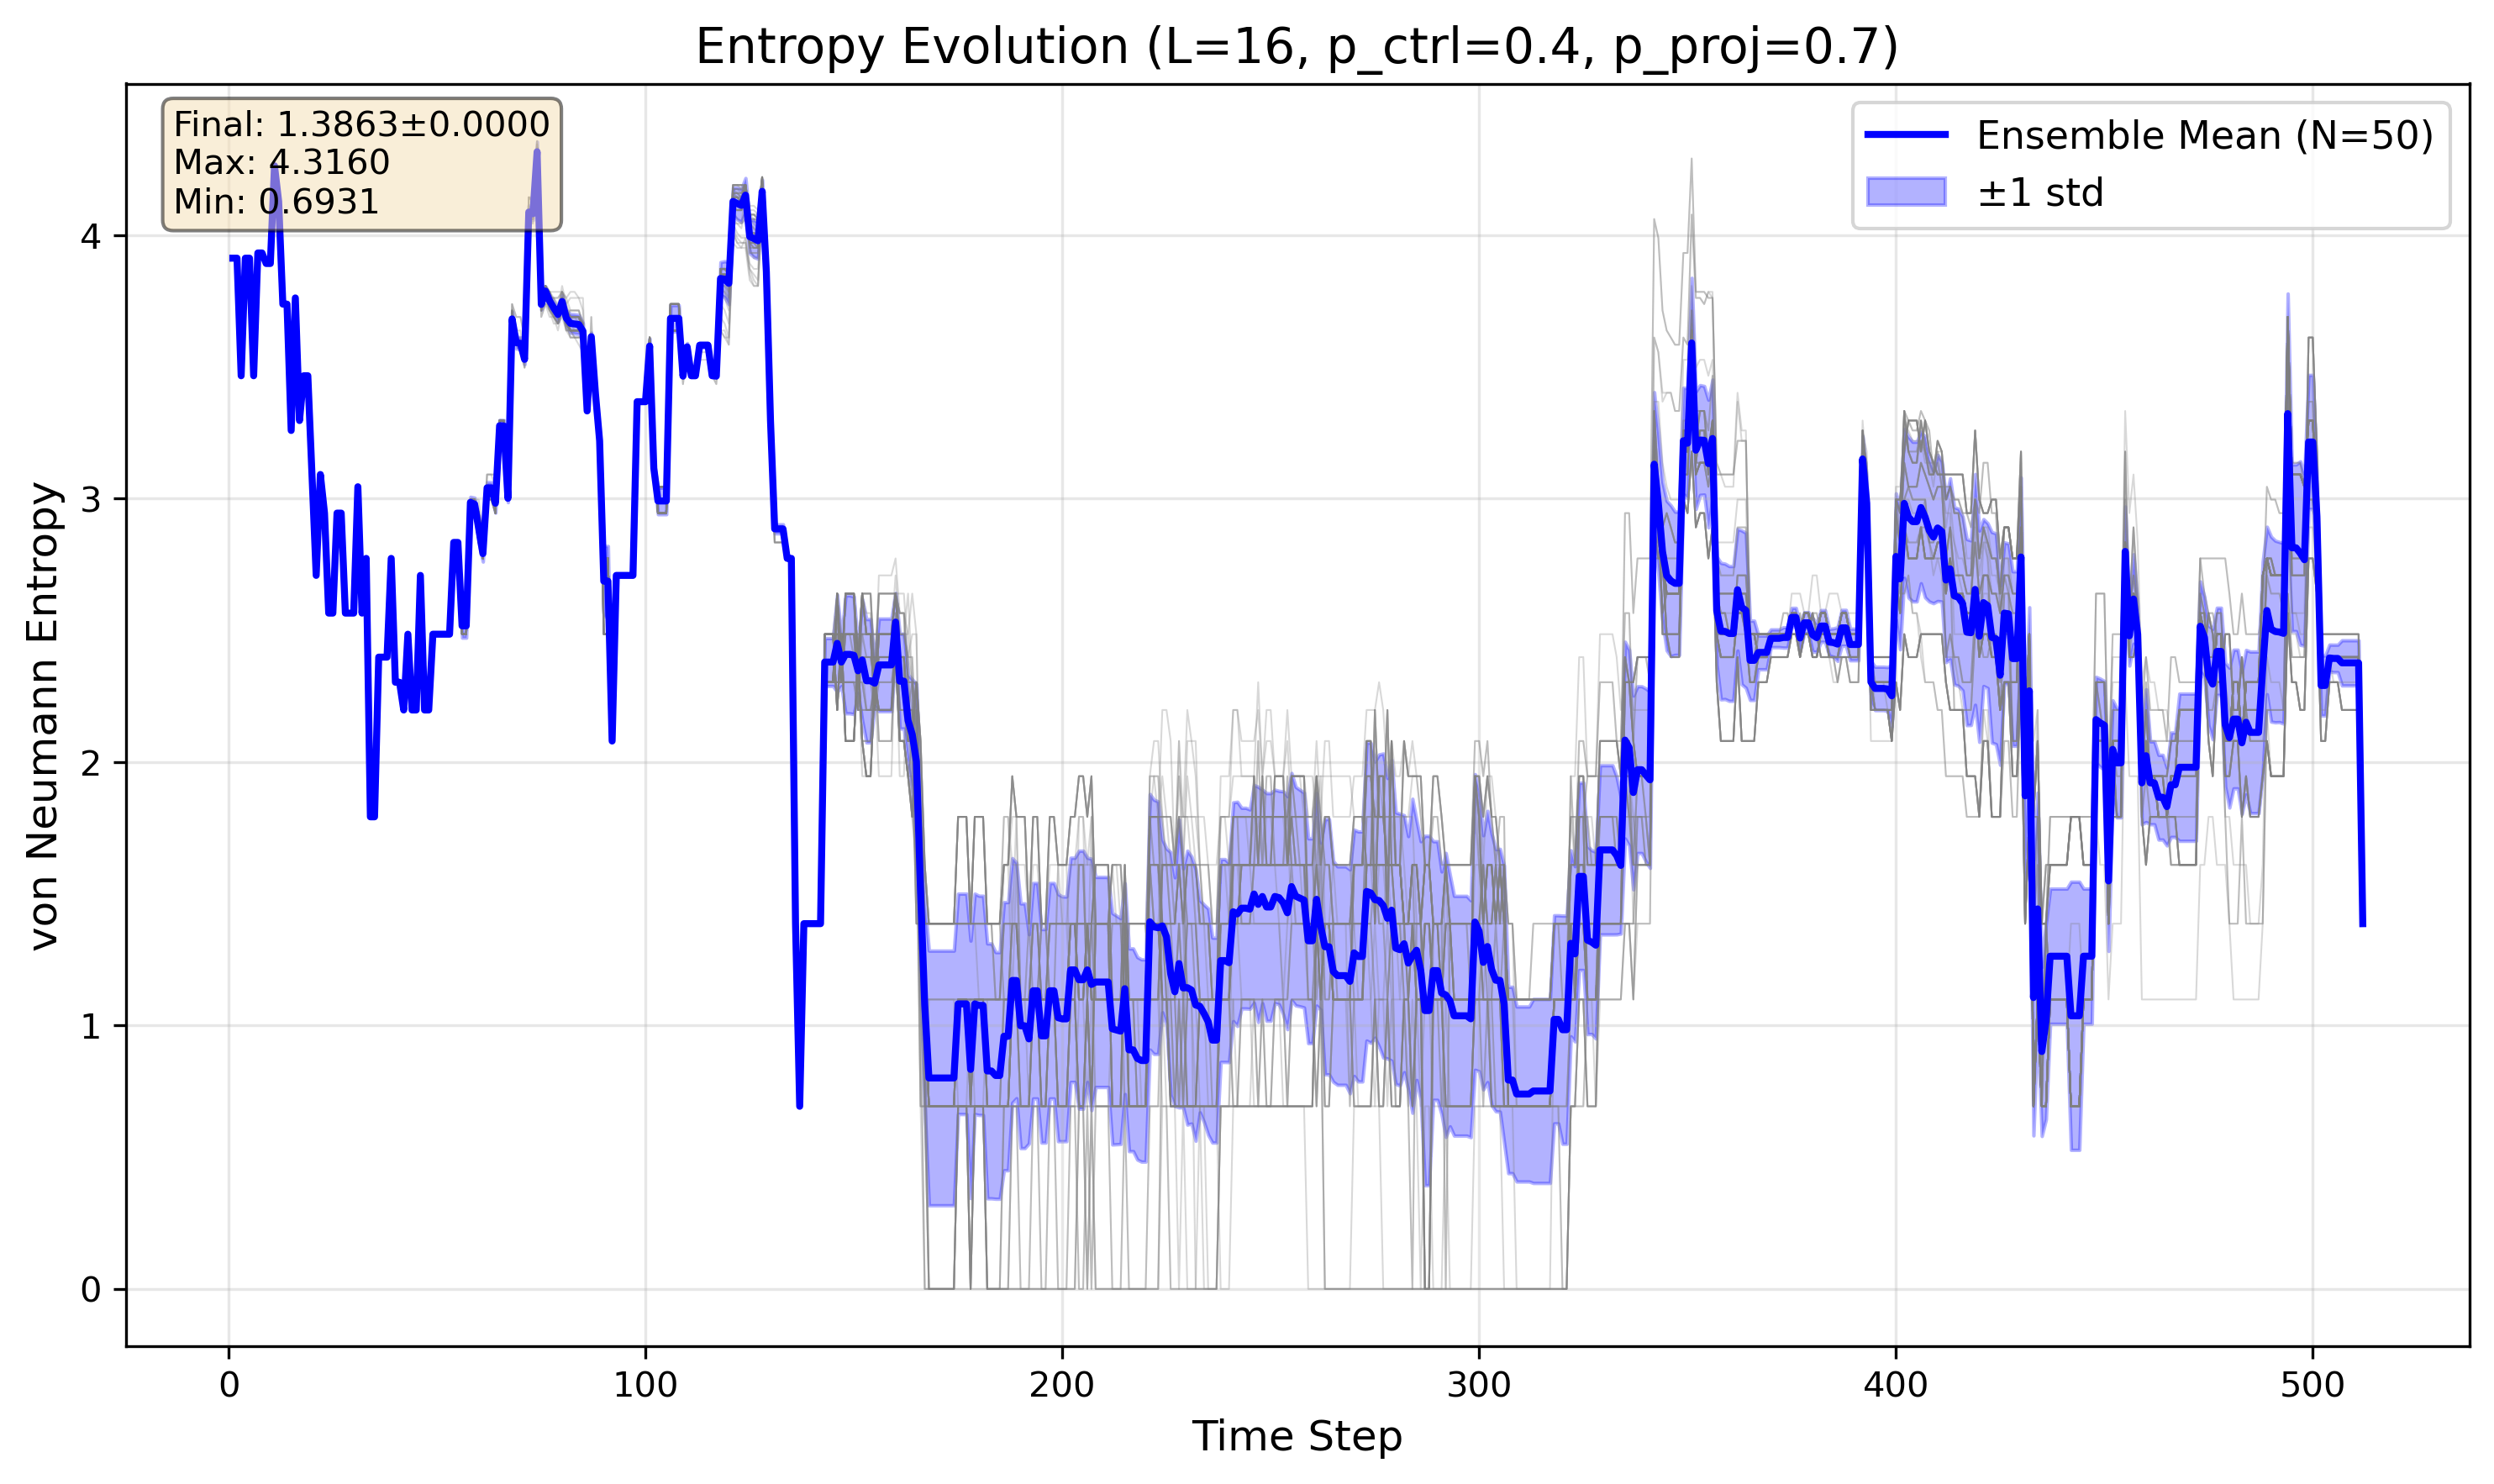 Entropy Evolution (L=16, p_ctrl=0.4, p_proj=0.7)
Final: 1.3863±0.0000
Max: 4.3160
Min: 0.6931
Ensemble Mean (N=50)
±1 std
von Neumann Entropy
4
3
2
1
0
0 100 200 300 400 500
Time Step